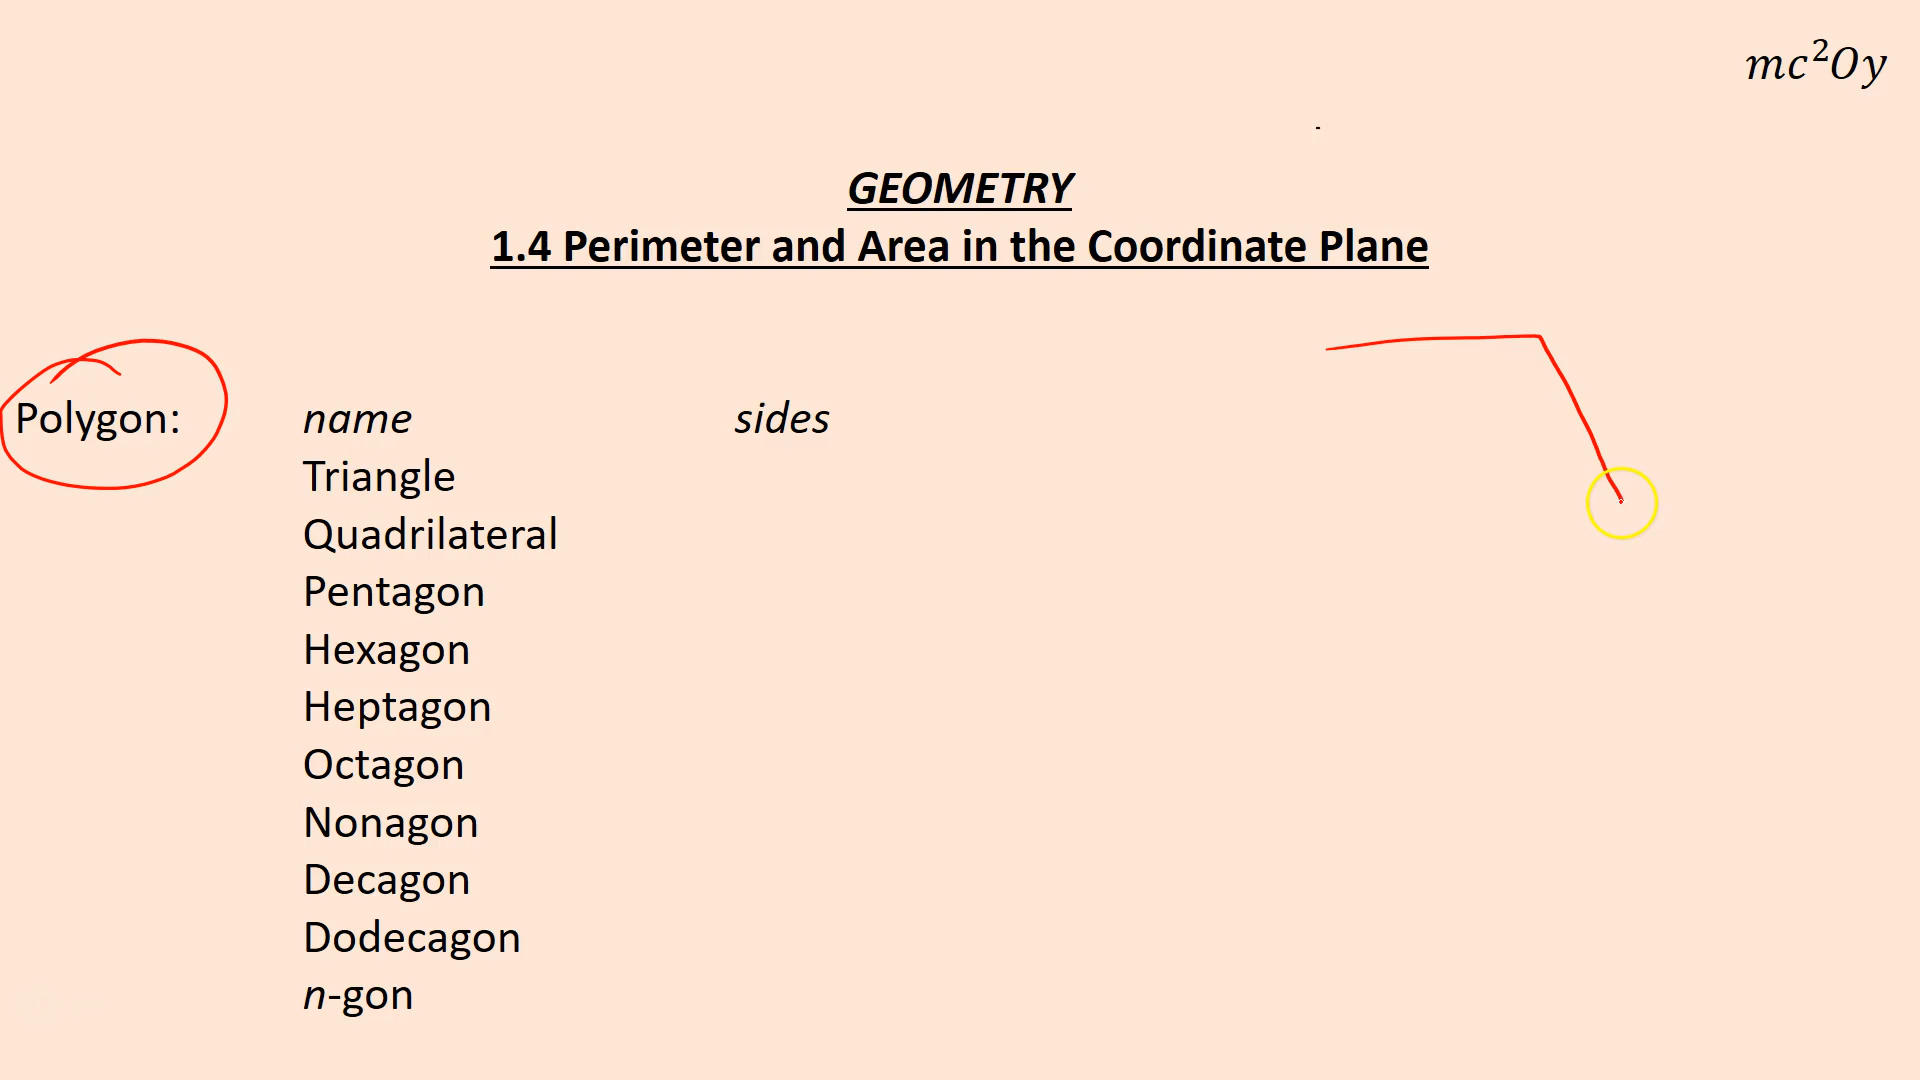 mc²Oy
GEOMETRY
1.4 Perimeter and Area in the Coordinate Plane
Polygon: name sides
Triangle
Quadrilateral
Pentagon
Hexagon
Heptagon
Octagon
Nonagon
Decagon
Dodecagon
n-gon